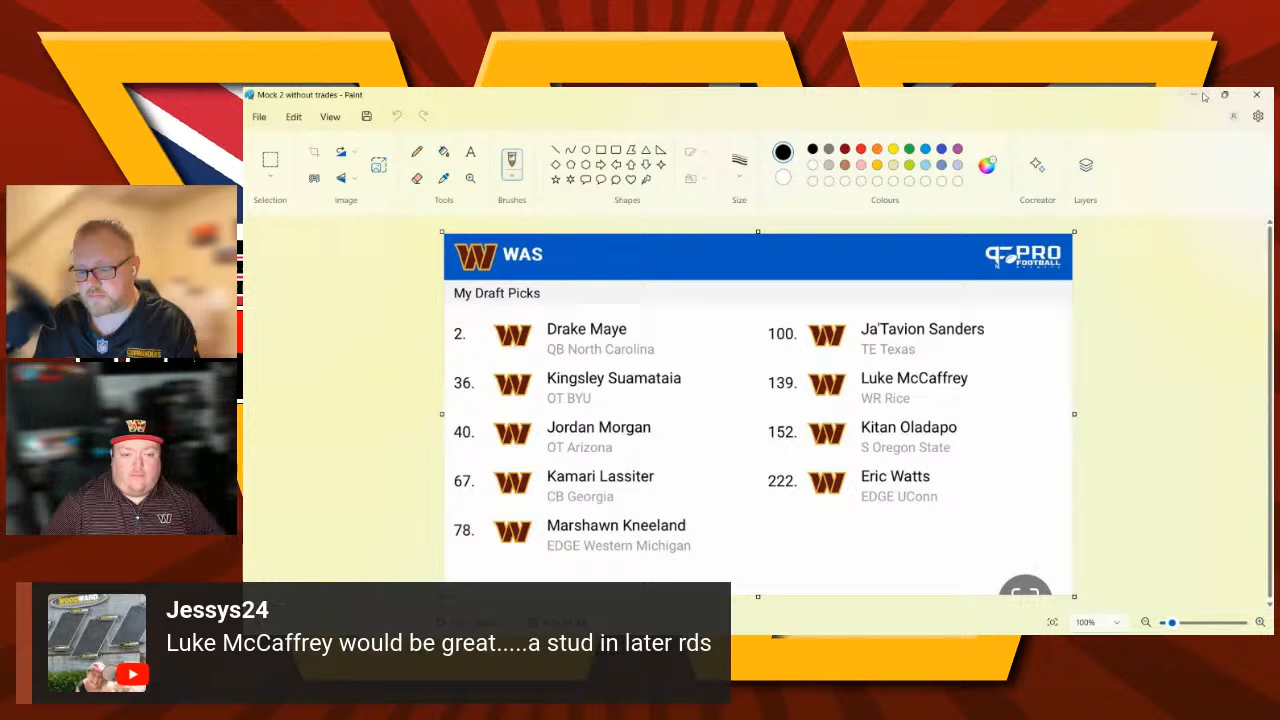 Mock 2 without trades - Paint
File Edit View
Selection Image Tools Brushes Shapes Size Colours Cocreator Layers
W WAS
PFN PRO
FOOTBALL
My Draft Picks
2. Drake Maye
QB North Carolina
36. Kingsley Suamataia
OT BYU
40. Jordan Morgan
OT Arizona
67. Kamari Lassiter
CB Georgia
78. Marshawn Kneeland
EDGE Western Michigan
100. Ja'Tavion Sanders
TE Texas
139. Luke McCaffrey
WR Rice
152. Kitan Oladapo
S Oregon State
222. Eric Watts
EDGE UConn
100%
Jessys24
Luke McCaffrey would be great.....a stud in later rds